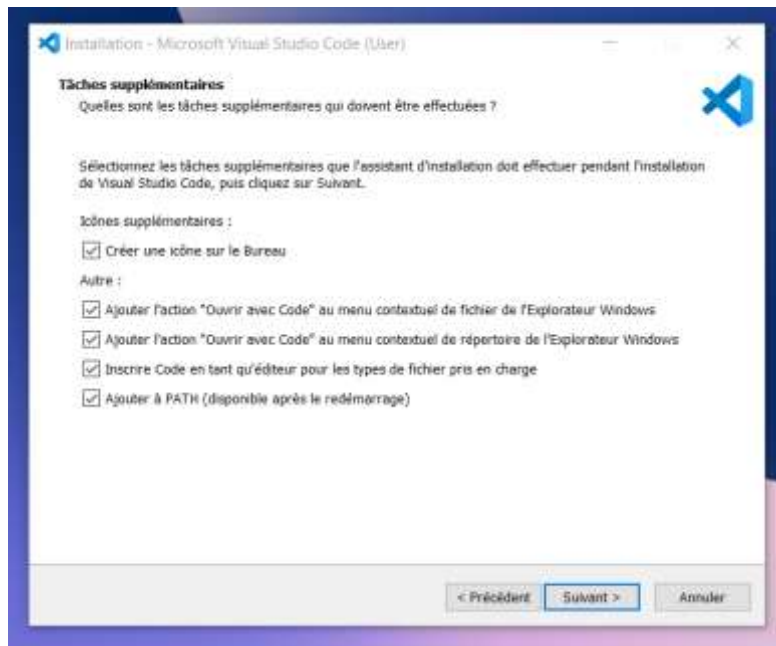 Installation - Microsoft Visual Studio Code (User)
Tâches supplémentaires
Quelles sont les tâches supplémentaires qui doivent être effectuées ?
Sélectionnez les tâches supplémentaires que l'assistant d'installation doit effectuer pendant l'installation
de Visual Studio Code, puis cliquez sur Suivant.
Icônes supplémentaires :
Créer une icône sur le Bureau
Autre :
Ajouter l'action "Ouvrir avec Code" au menu contextuel de fichier de l'Explorateur Windows
Ajouter l'action "Ouvrir avec Code" au menu contextuel de répertoire de l'Explorateur Windows
Inscrire Code en tant qu'éditeur pour les types de fichier pris en charge
Ajouter à PATH (disponible après le redémarrage)
< Précédent Suivant > Annuler